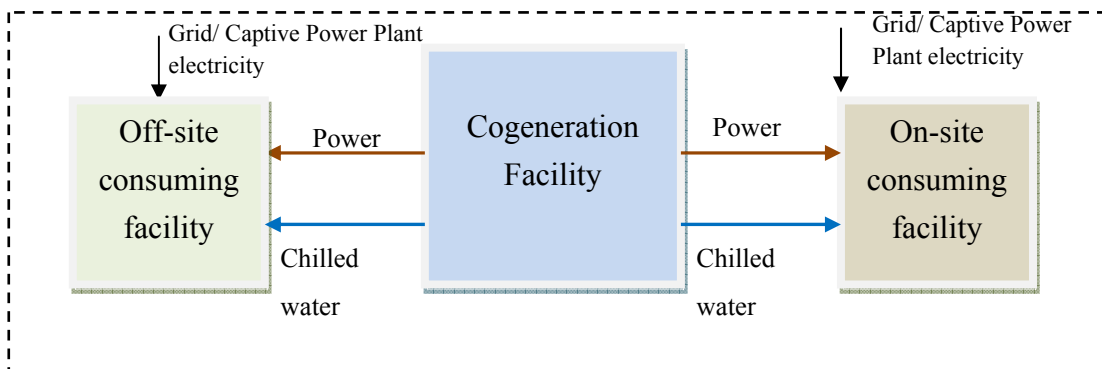 Grid/ Captive Power Plant
electricity
Grid/ Captive Power
Plant electricity
Off-site
consuming
facility
Power
Chilled
water
Cogeneration
Facility
Power
Chilled
water
On-site
consuming
facility